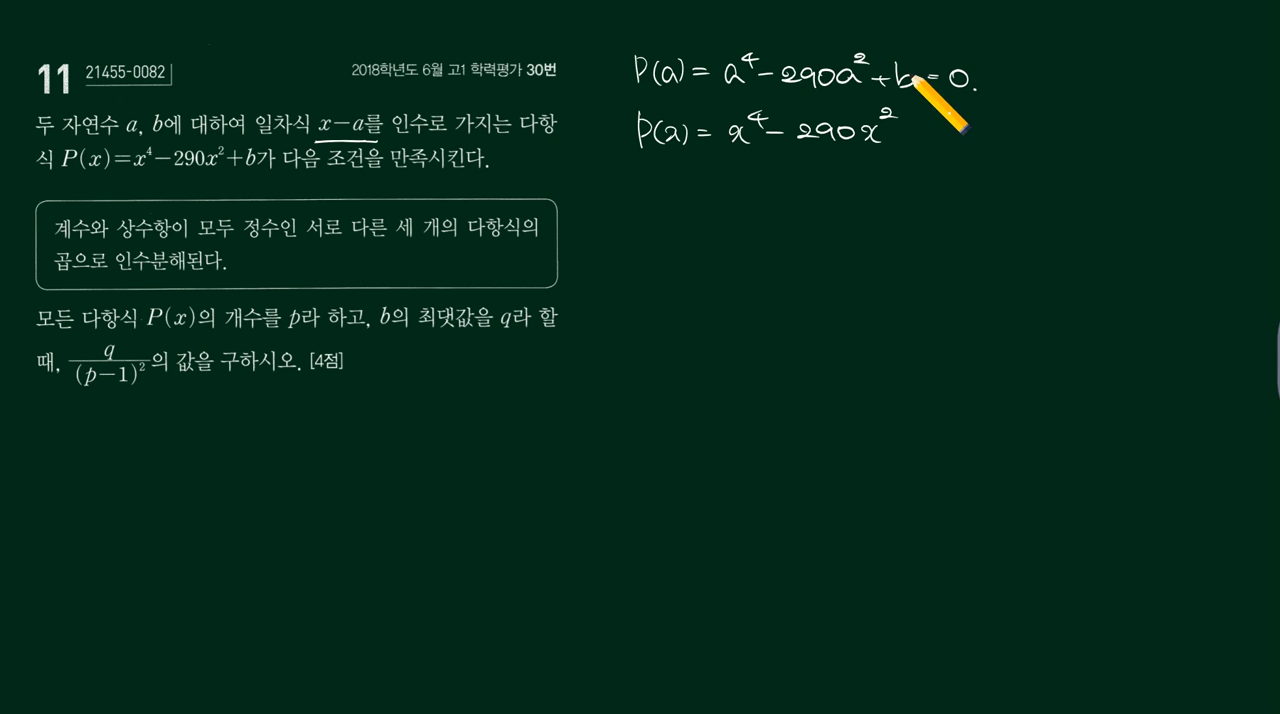 11 21455-0082 2018학년도 6월 고1 학력평가 30번
두 자연수 a, b에 대하여 일차식 x-a를 인수로 가지는 다항
식 P(x)=x⁴-290x²+b가 다음 조건을 만족시킨다.
계수와 상수항이 모두 정수인 서로 다른 세 개의 다항식의
곱으로 인수분해된다.
모든 다항식 P(x)의 개수를 p라 하고, b의 최댓값을 q라 할
때, q/(p-1)²의 값을 구하시오. [4점]
P(a) = a⁴-290a²+b=0.
P(x) = x⁴-290x²